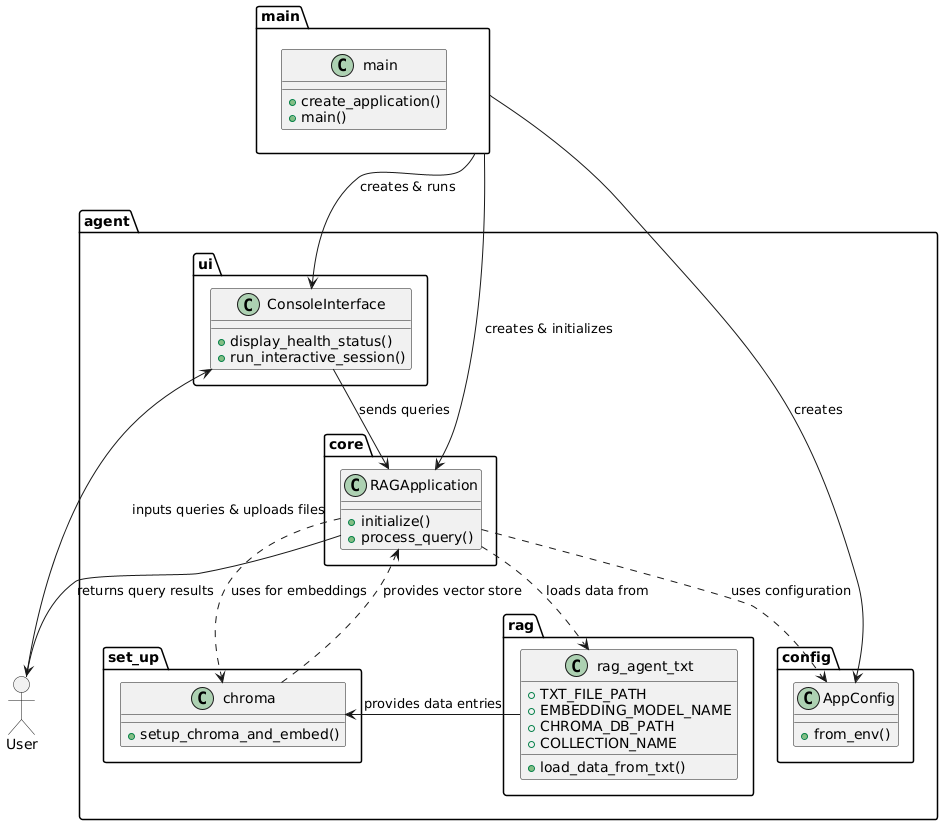 main
C main
create_application()
main()
creates & runs
agent
ui
C ConsoleInterface
display_health_status()
run_interactive_session()
creates & initializes
creates
sends queries
core
C RAGApplication
initialize()
process_query()
inputs queries & uploads files
returns query results
uses for embeddings
provides vector store
loads data from
uses configuration
rag
C rag_agent_txt
TXT_FILE_PATH
EMBEDDING_MODEL_NAME
CHROMA_DB_PATH
COLLECTION_NAME
load_data_from_txt()
set_up
C chroma
setup_chroma_and_embed()
provides data entries
config
C AppConfig
from_env()
User